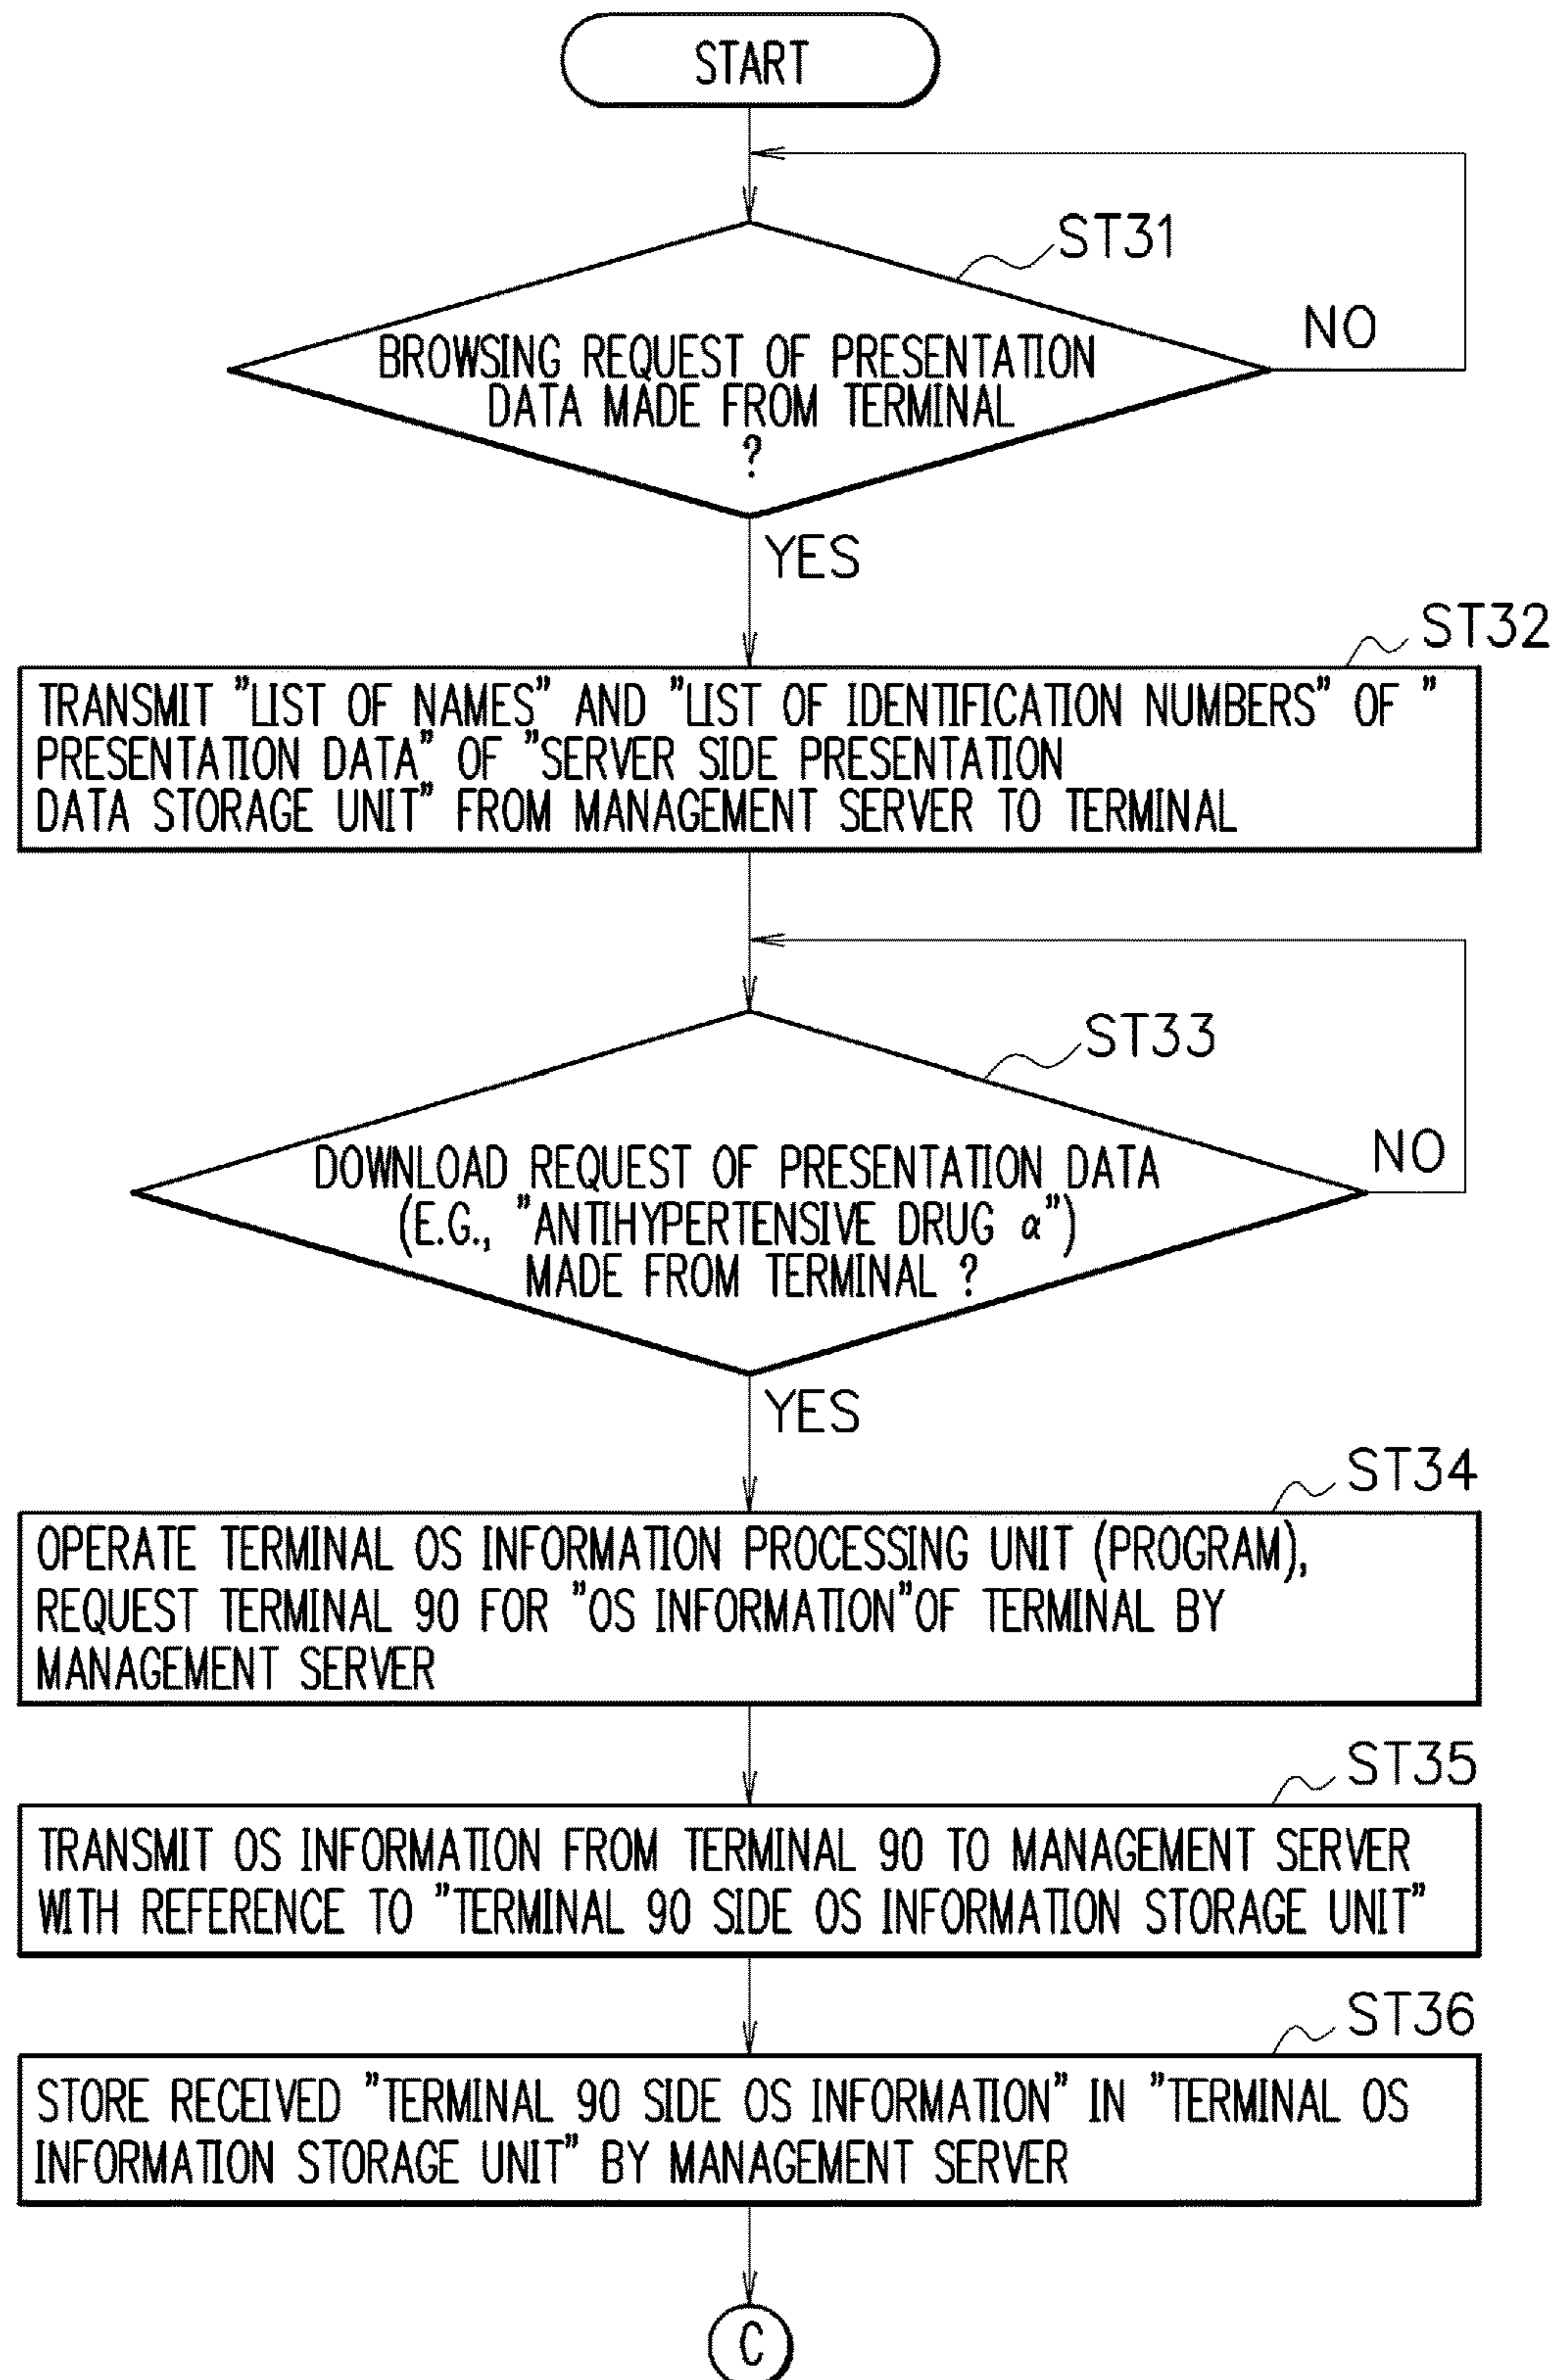 START
ST31
BROWSING REQUEST OF PRESENTATION
DATA MADE FROM TERMINAL
?
NO
YES
ST32
TRANSMIT "LIST OF NAMES" AND "LIST OF IDENTIFICATION NUMBERS" OF "
PRESENTATION DATA" OF "SERVER SIDE PRESENTATION
DATA STORAGE UNIT" FROM MANAGEMENT SERVER TO TERMINAL
ST33
DOWNLOAD REQUEST OF PRESENTATION DATA
(E.G., "ANTIHYPERTENSIVE DRUG α")
MADE FROM TERMINAL ?
NO
YES
ST34
OPERATE TERMINAL OS INFORMATION PROCESSING UNIT (PROGRAM),
REQUEST TERMINAL 90 FOR "OS INFORMATION"OF TERMINAL BY
MANAGEMENT SERVER
ST35
TRANSMIT OS INFORMATION FROM TERMINAL 90 TO MANAGEMENT SERVER
WITH REFERENCE TO "TERMINAL 90 SIDE OS INFORMATION STORAGE UNIT"
ST36
STORE RECEIVED "TERMINAL 90 SIDE OS INFORMATION" IN "TERMINAL OS
INFORMATION STORAGE UNIT" BY MANAGEMENT SERVER
C